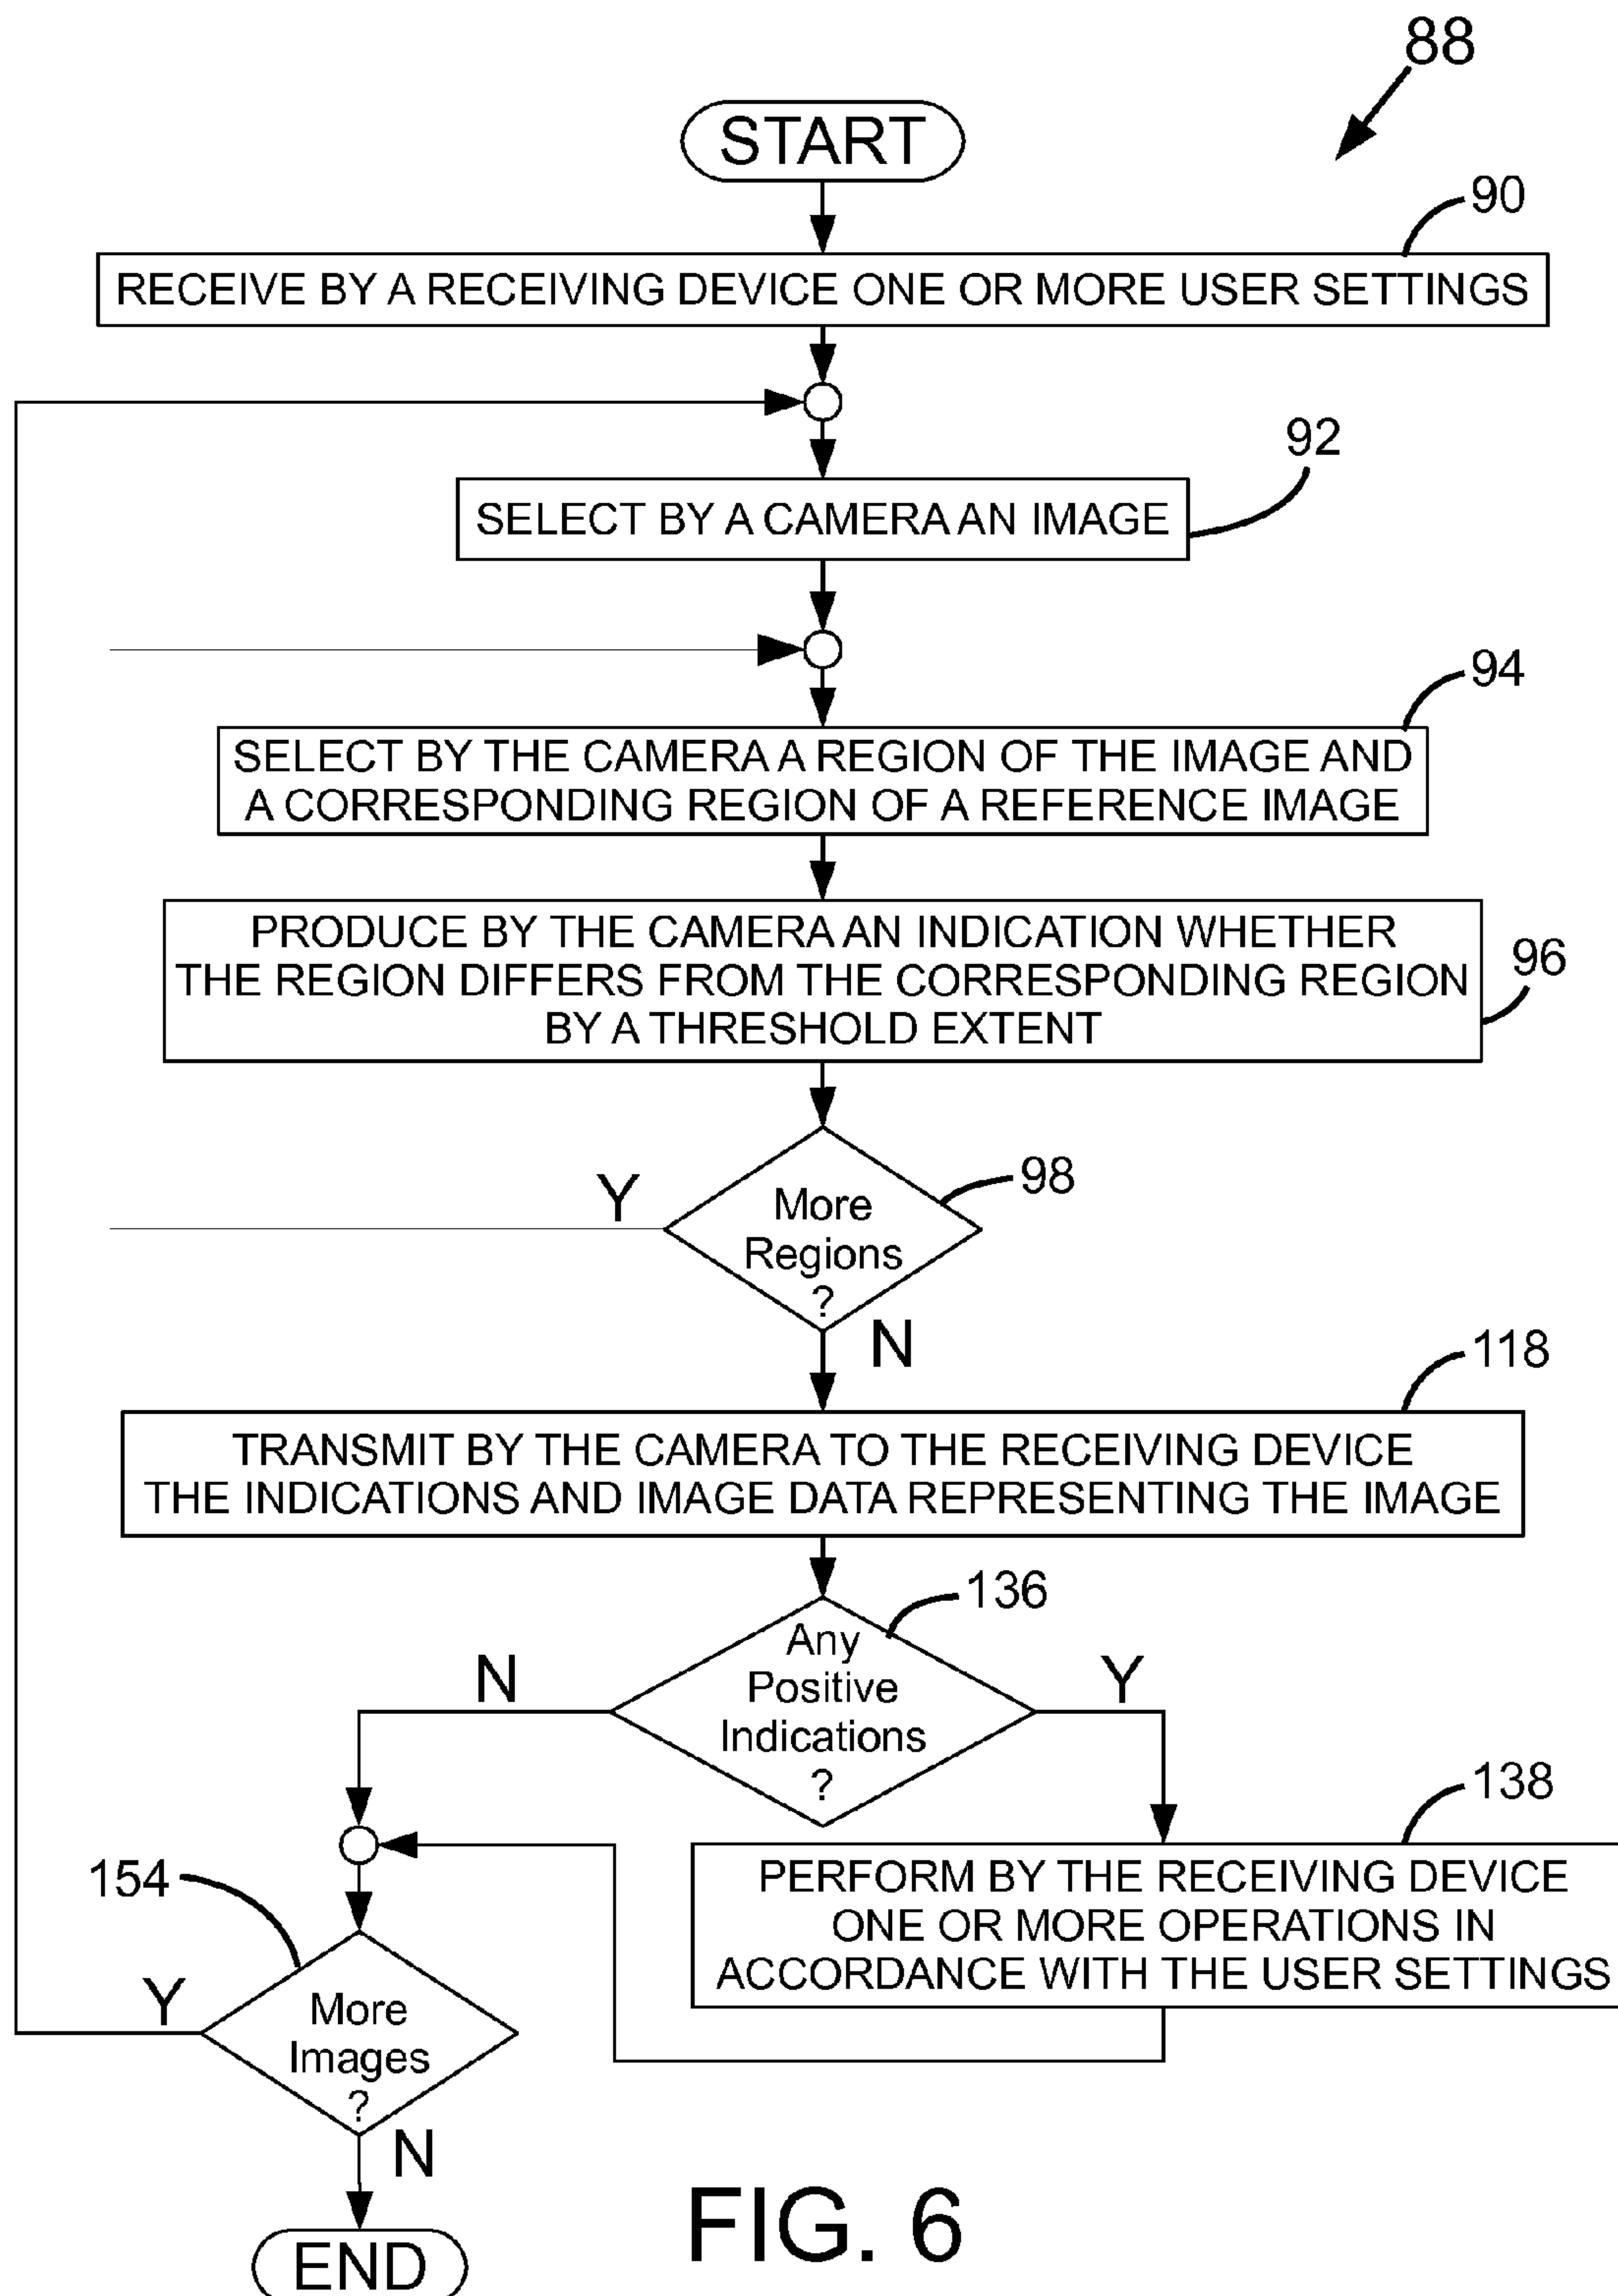 88
START
90
RECEIVE BY A RECEIVING DEVICE ONE OR MORE USER SETTINGS
92
SELECT BY A CAMERA AN IMAGE
94
SELECT BY THE CAMERA A REGION OF THE IMAGE AND
A CORRESPONDING REGION OF A REFERENCE IMAGE
PRODUCE BY THE CAMERA AN INDICATION WHETHER
THE REGION DIFFERS FROM THE CORRESPONDING REGION
BY A THRESHOLD EXTENT
96
Y
More
Regions
?
98
N
118
TRANSMIT BY THE CAMERA TO THE RECEIVING DEVICE
THE INDICATIONS AND IMAGE DATA REPRESENTING THE IMAGE
136
N
Any
Positive
Indications
?
Y
138
PERFORM BY THE RECEIVING DEVICE
ONE OR MORE OPERATIONS IN
ACCORDANCE WITH THE USER SETTINGS
154
Y
More
Images
?
N
END
FIG. 6